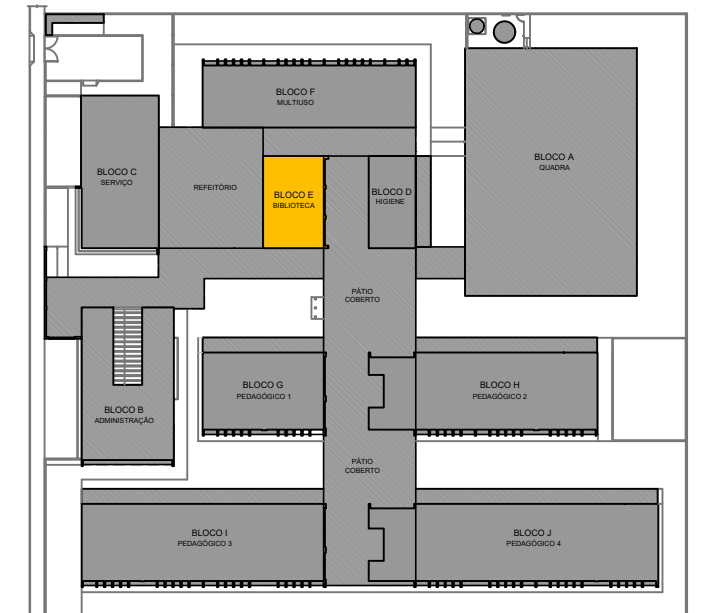 BLOCO F
MULTIUSO
BLOCO A
QUADRA
BLOCO C
SERVIÇO
REFEITÓRIO
BLOCO E
BIBLIOTECA
BLOCO D
HIGIENE
PÁTIO
COBERTO
BLOCO G
PEDAGÓGICO 1
BLOCO H
PEDAGÓGICO 2
BLOCO B
ADMINISTRAÇÃO
PÁTIO
COBERTO
BLOCO I
PEDAGÓGICO 3
BLOCO J
PEDAGÓGICO 4